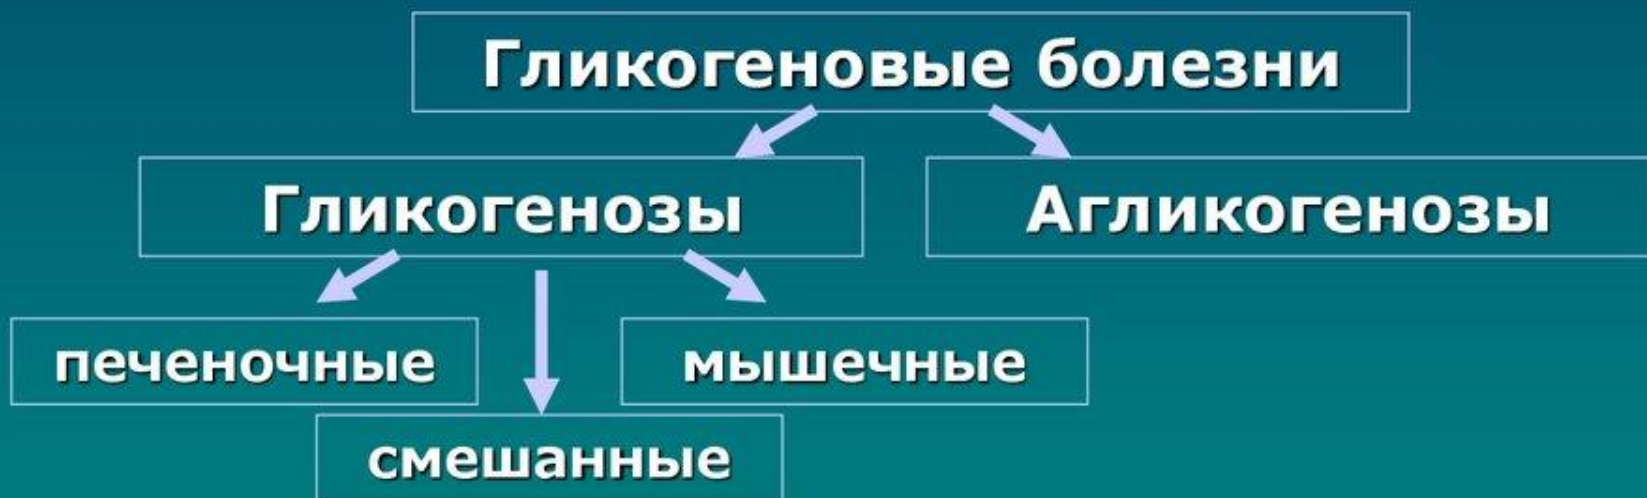 Гликогеновые болезни
Гликогенозы
Агликогенозы
печеночные
мышечные
смешанные